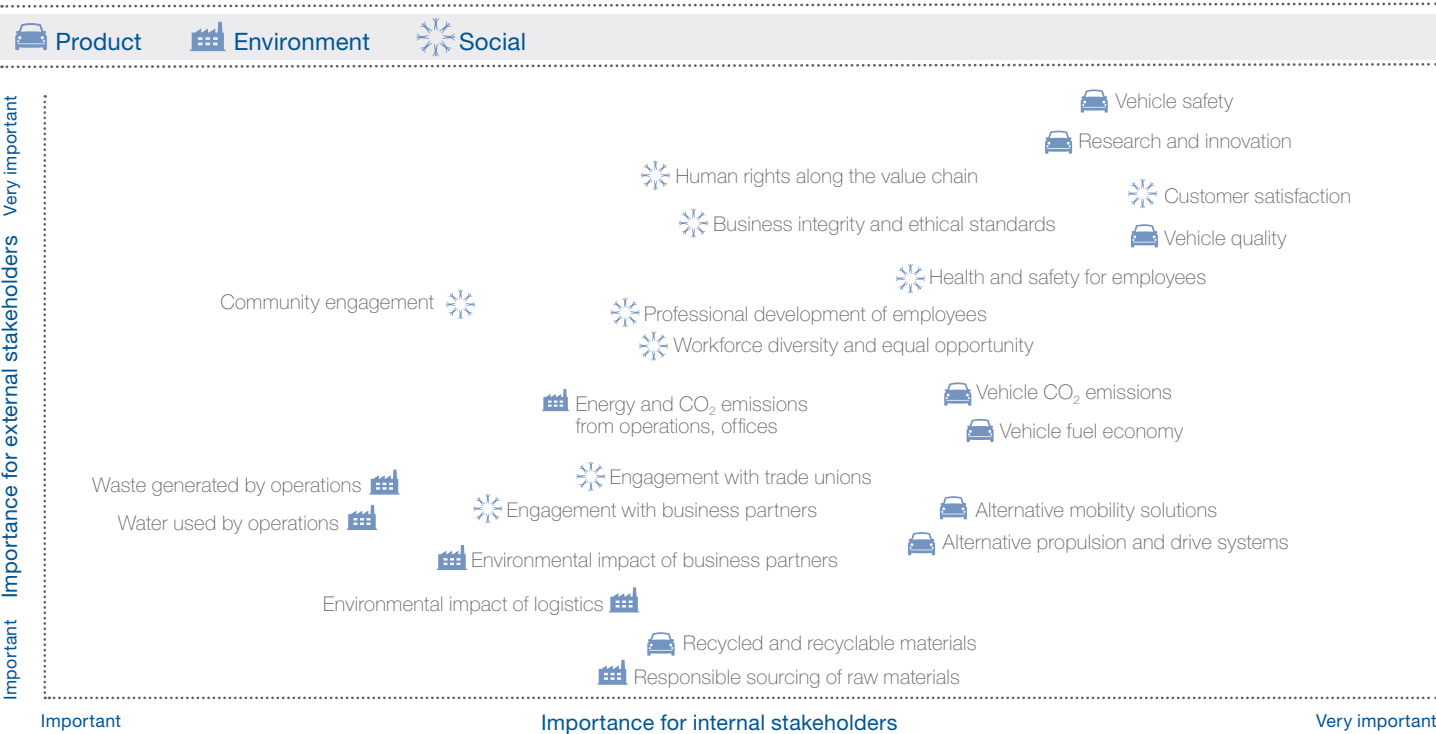 Product Environment Social
Very important
Importance for external stakeholders
Important
Vehicle safety
Research and innovation
Human rights along the value chain
Customer satisfaction
Business integrity and ethical standards
Vehicle quality
Health and safety for employees
Community engagement
Professional development of employees
Workforce diversity and equal opportunity
Vehicle CO₂ emissions
Energy and CO₂ emissions
from operations, offices
Vehicle fuel economy
Engagement with trade unions
Waste generated by operations
Engagement with business partners
Alternative mobility solutions
Water used by operations
Alternative propulsion and drive systems
Environmental impact of business partners
Environmental impact of logistics
Recycled and recyclable materials
Responsible sourcing of raw materials
Important
Importance for internal stakeholders
Very important